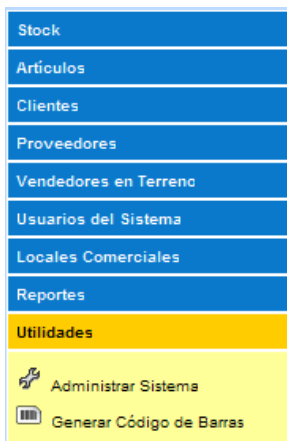 Stock
Artículos
Clientes
Proveedores
Vendedores en Terreno
Usuarios del Sistema
Locales Comerciales
Reportes
Utilidades
Administrar Sistema
Generar Código de Barras